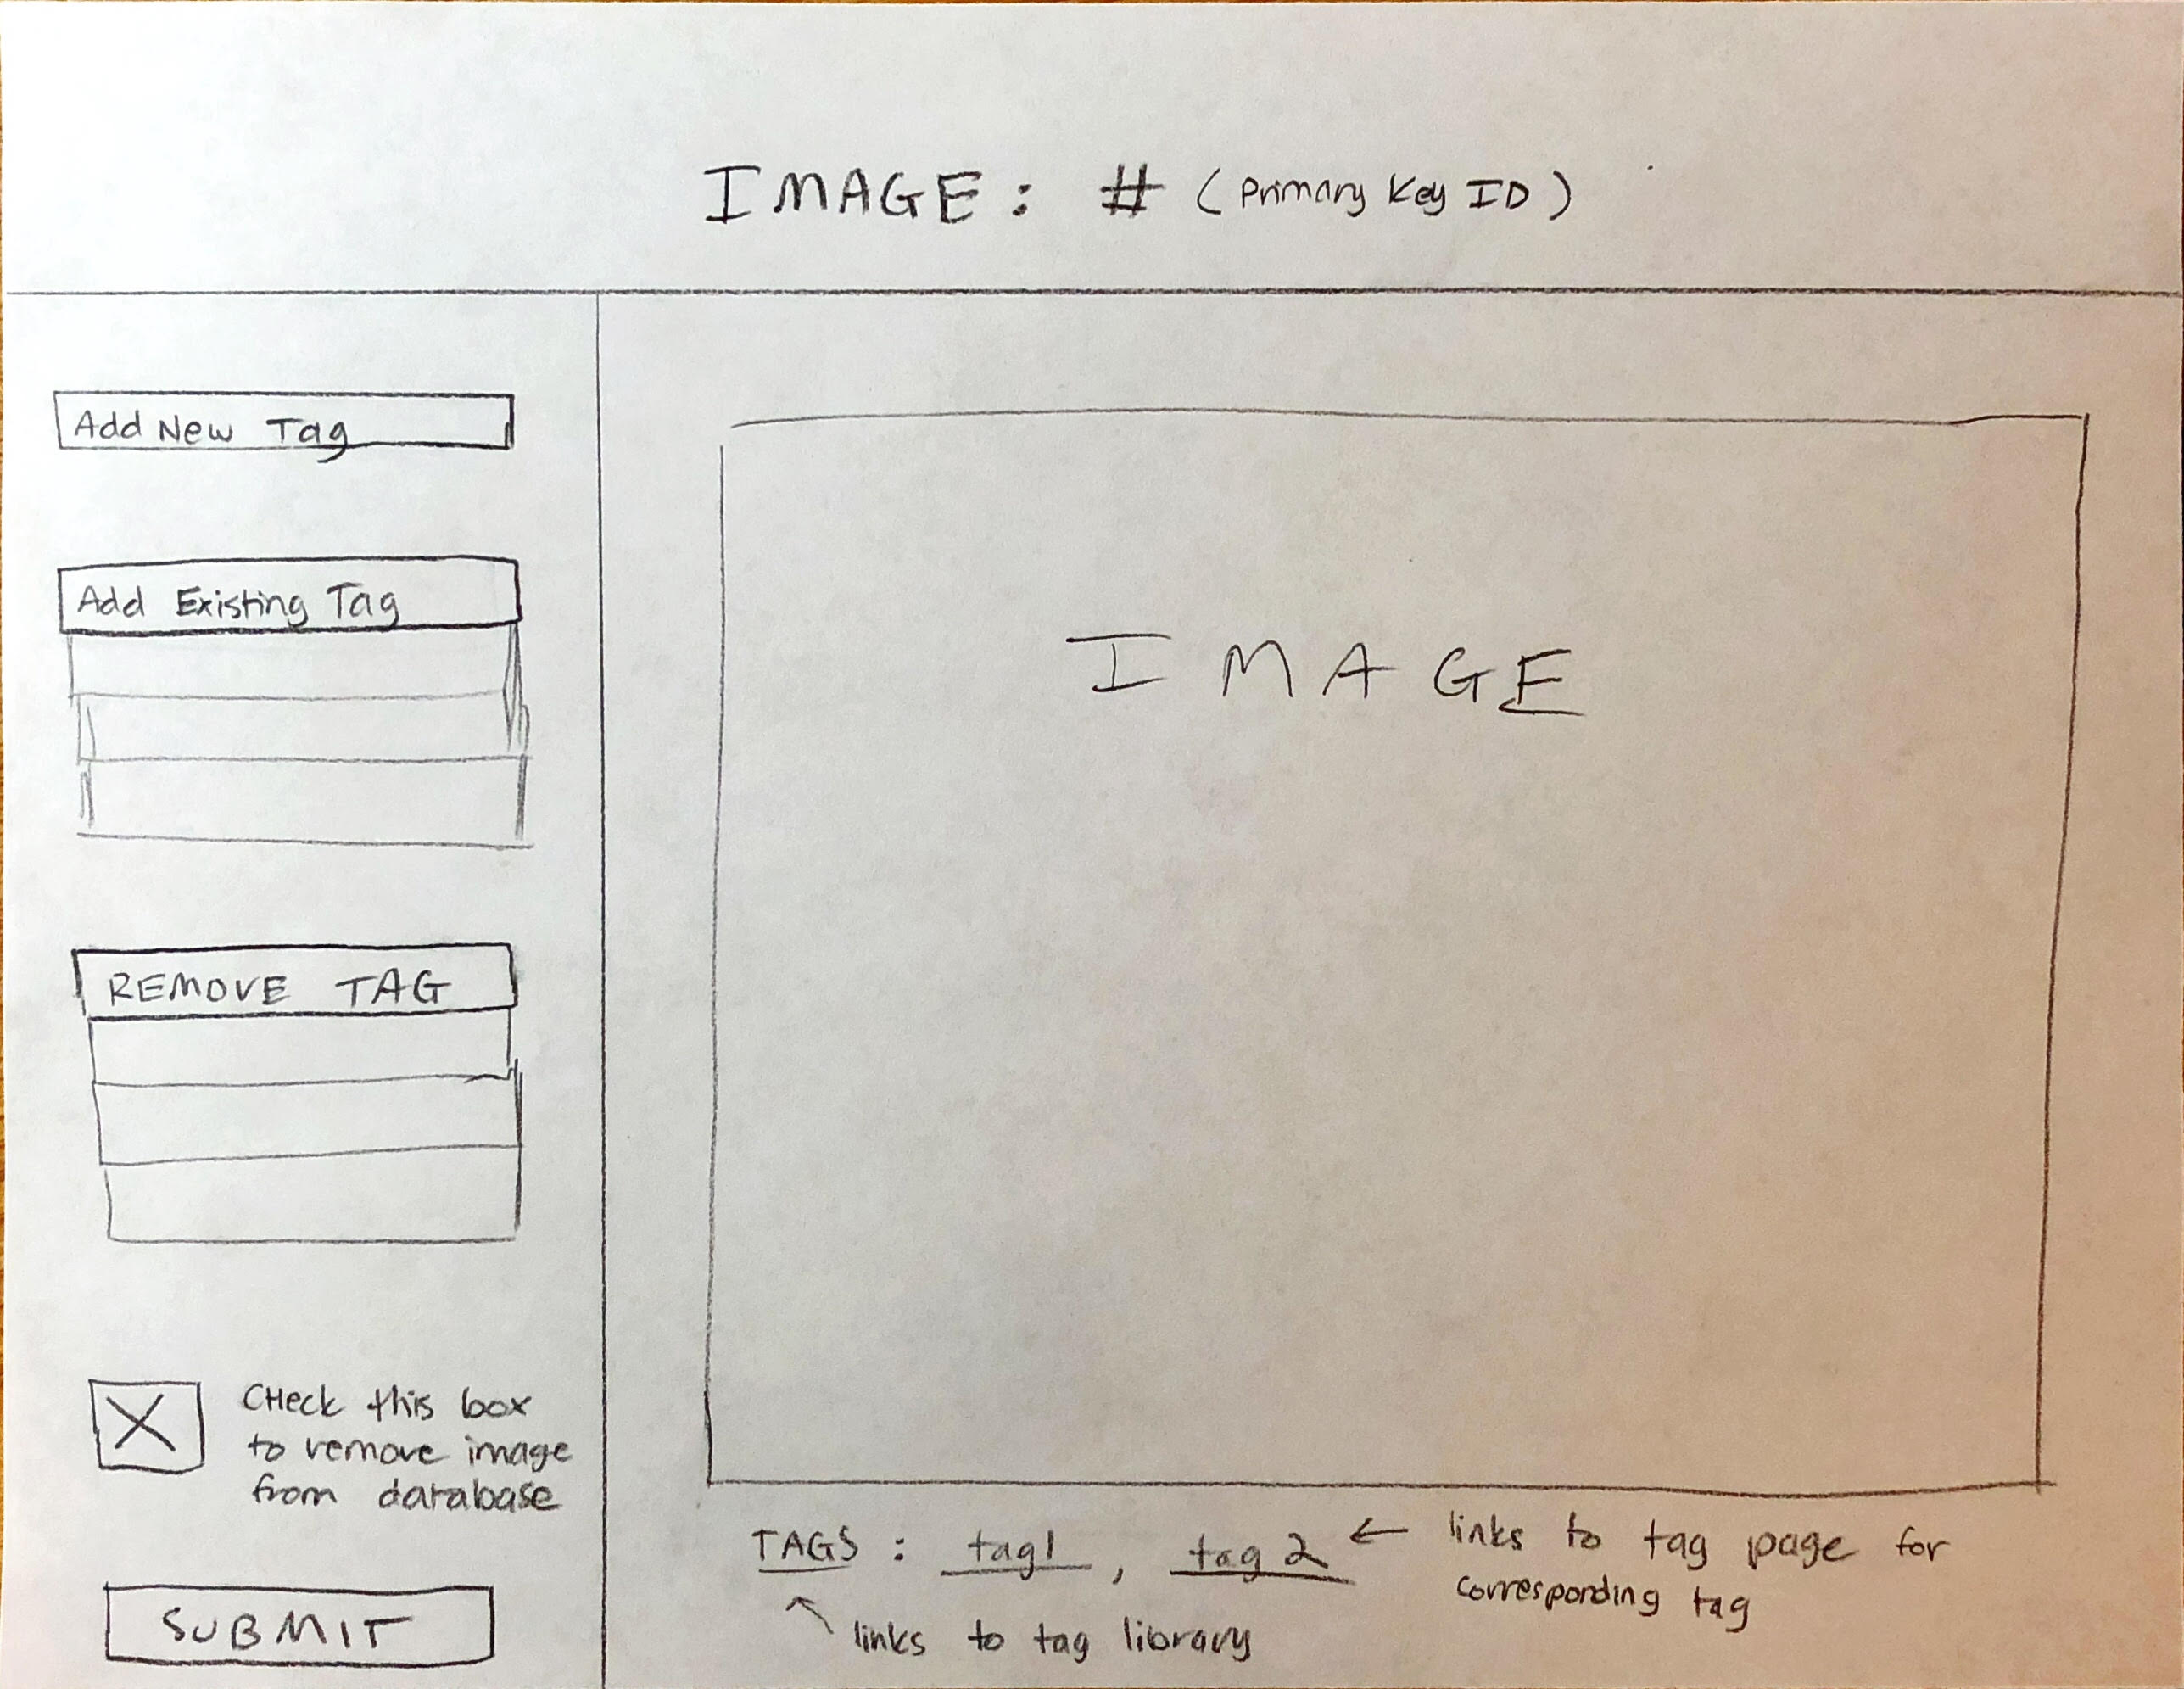 IMAGE: # (Primary Key ID)
Add New Tag
Add Existing Tag
REMOVE TAG
CHeck this box
to remove image
from database
SUBMIT
IMAGE
TAGS: tag1, tag 2 ← links to tag page for
corresponding tag
links to tag library